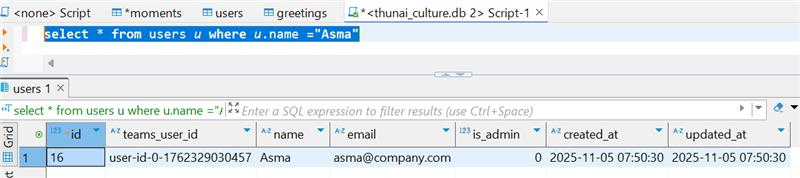 <none> Script *moments users greetings *<thunai_culture.db 2> Script-1
select * from users u where u.name ="Asma"
users 1
select * from users u where u.name ="A Enter a SQL expression to filter results (use Ctrl+Space)
Grid
123 id A-Z teams_user_id A-Z name A-Z email 123 is_admin A-Z created_at A-Z updated_at
1 16 user-id-0-1762329030457 Asma asma@company.com 0 2025-11-05 07:50:30 2025-11-05 07:50:30